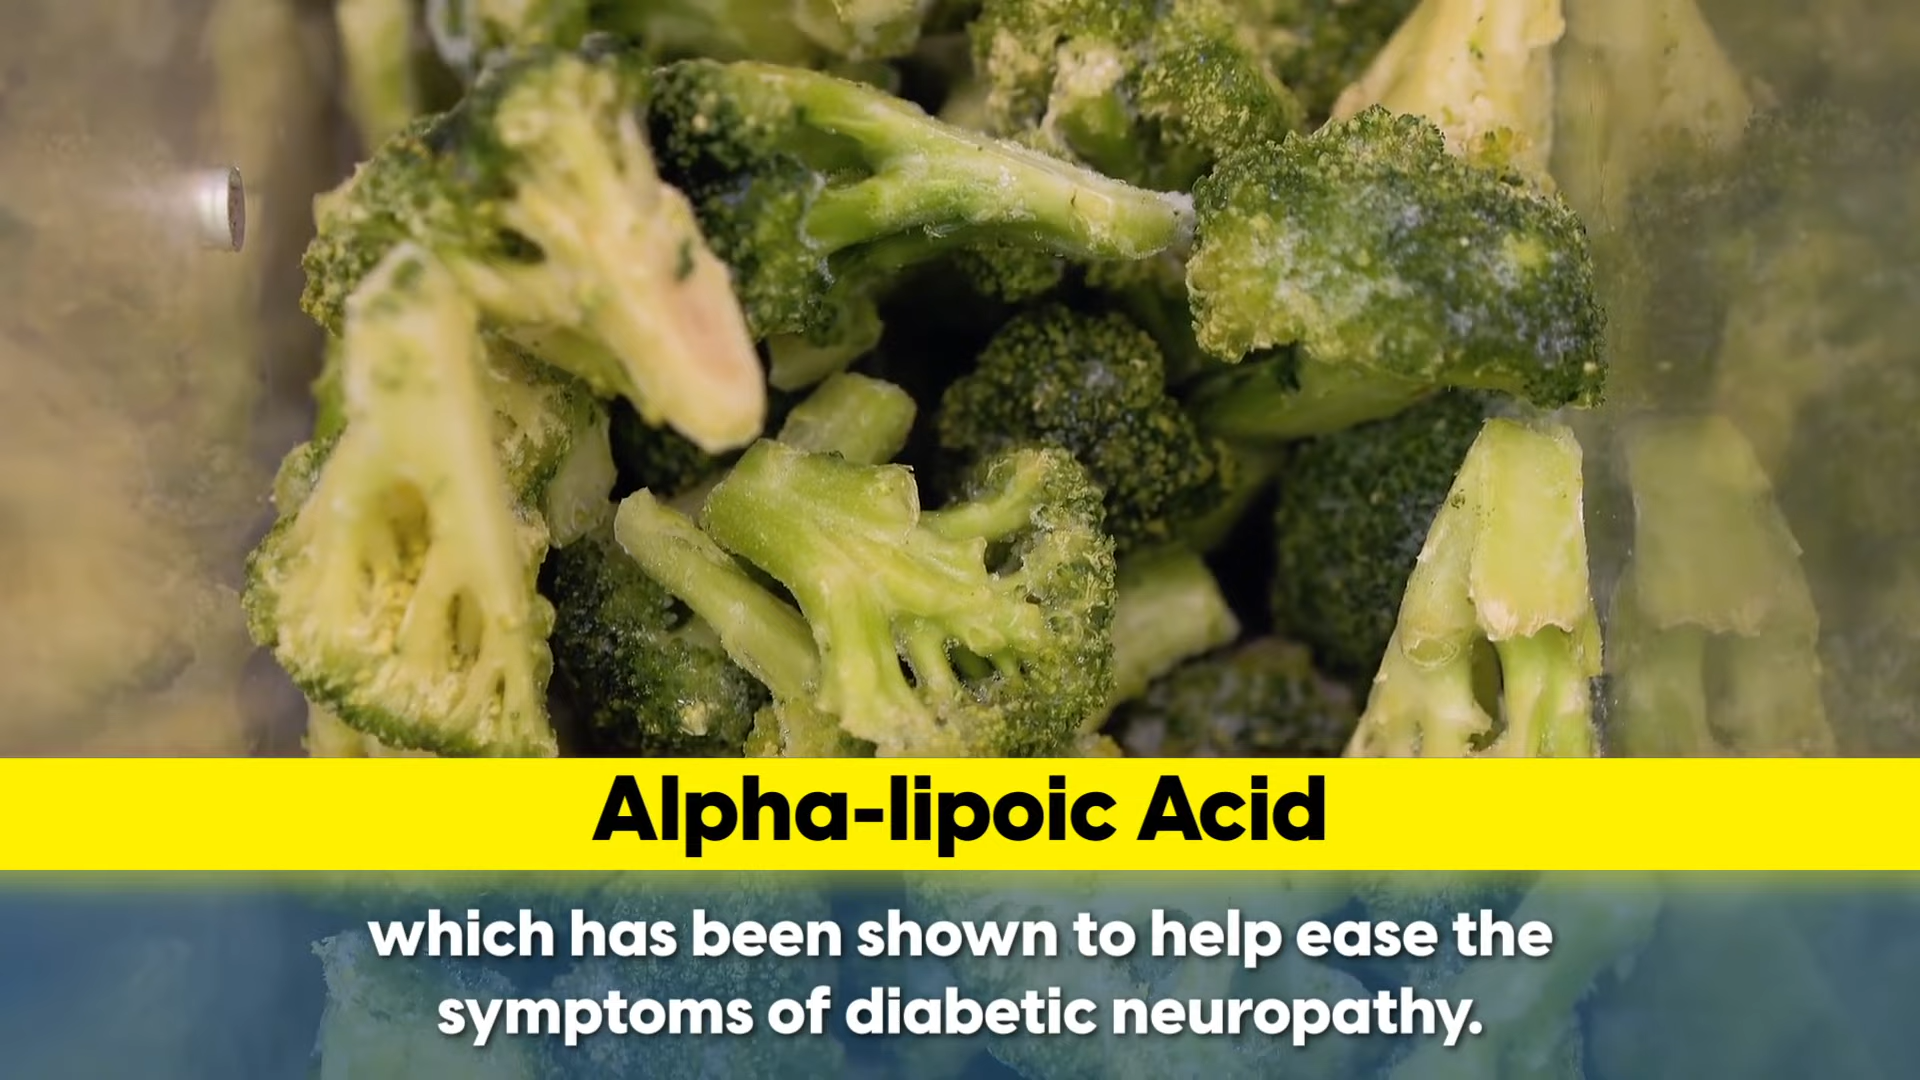 Alpha-lipoic Acid
which has been shown to help ease the
symptoms of diabetic neuropathy.